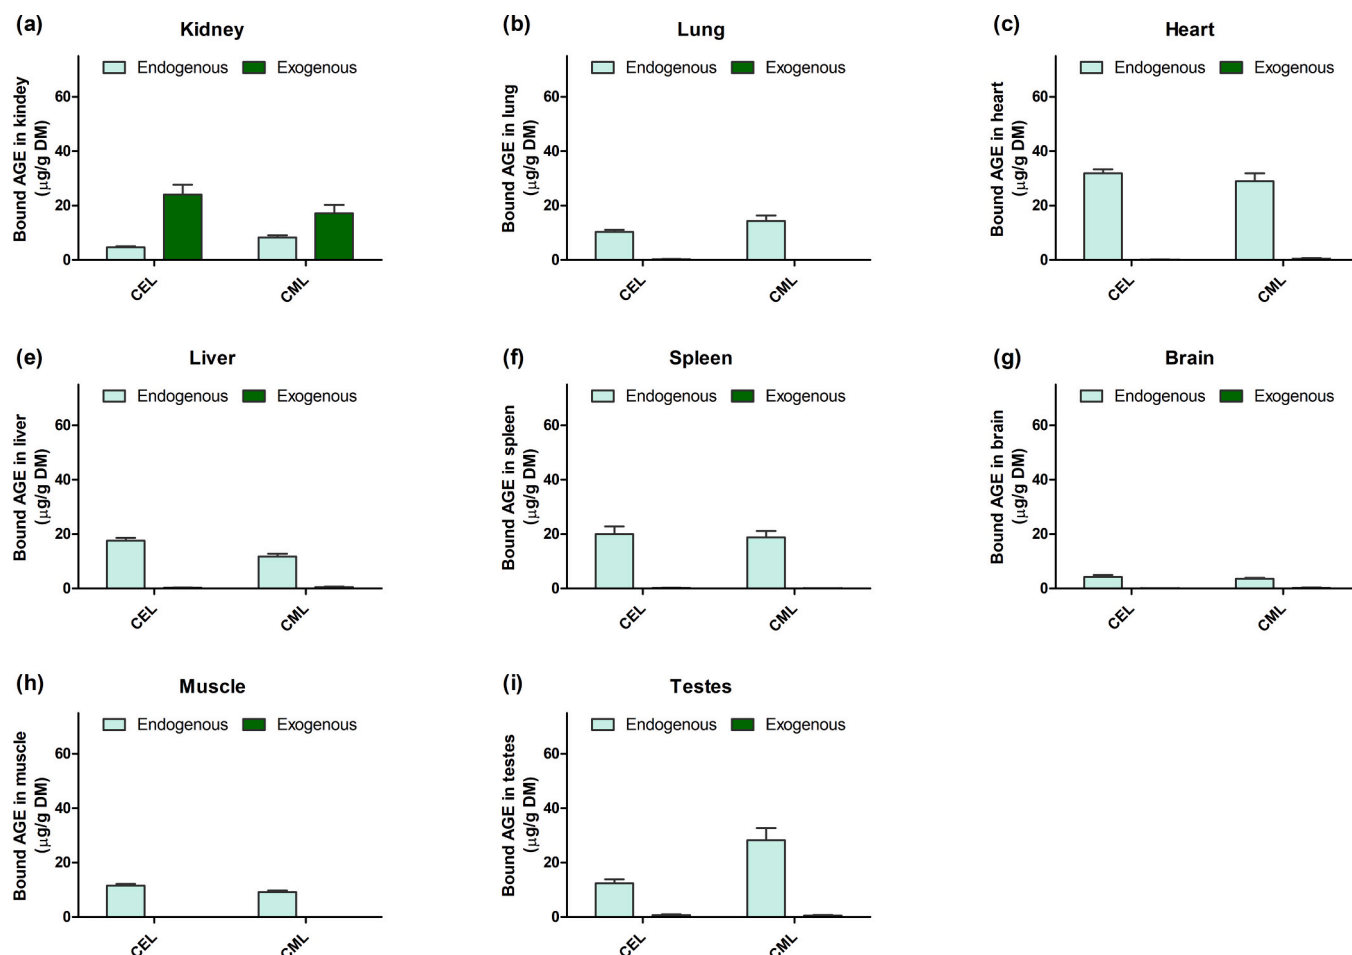 (a) Kidney
Endogenous Exogenous
Bound AGE in kindey
(µg/g DM)
60
40
20
0
CEL CML
(b) Lung
Endogenous Exogenous
Bound AGE in lung
(µg/g DM)
60
40
20
0
CEL CML
(c) Heart
Endogenous Exogenous
Bound AGE in heart
(µg/g DM)
60
40
20
0
CEL CML
(e) Liver
Endogenous Exogenous
Bound AGE in liver
(µg/g DM)
60
40
20
0
CEL CML
(f) Spleen
Endogenous Exogenous
Bound AGE in spleen
(µg/g DM)
60
40
20
0
CEL CML
(g) Brain
Endogenous Exogenous
Bound AGE in brain
(µg/g DM)
60
40
20
0
CEL CML
(h) Muscle
Endogenous Exogenous
Bound AGE in muscle
(µg/g DM)
60
40
20
0
CEL CML
(i) Testes
Endogenous Exogenous
Bound AGE in testes
(µg/g DM)
60
40
20
0
CEL CML